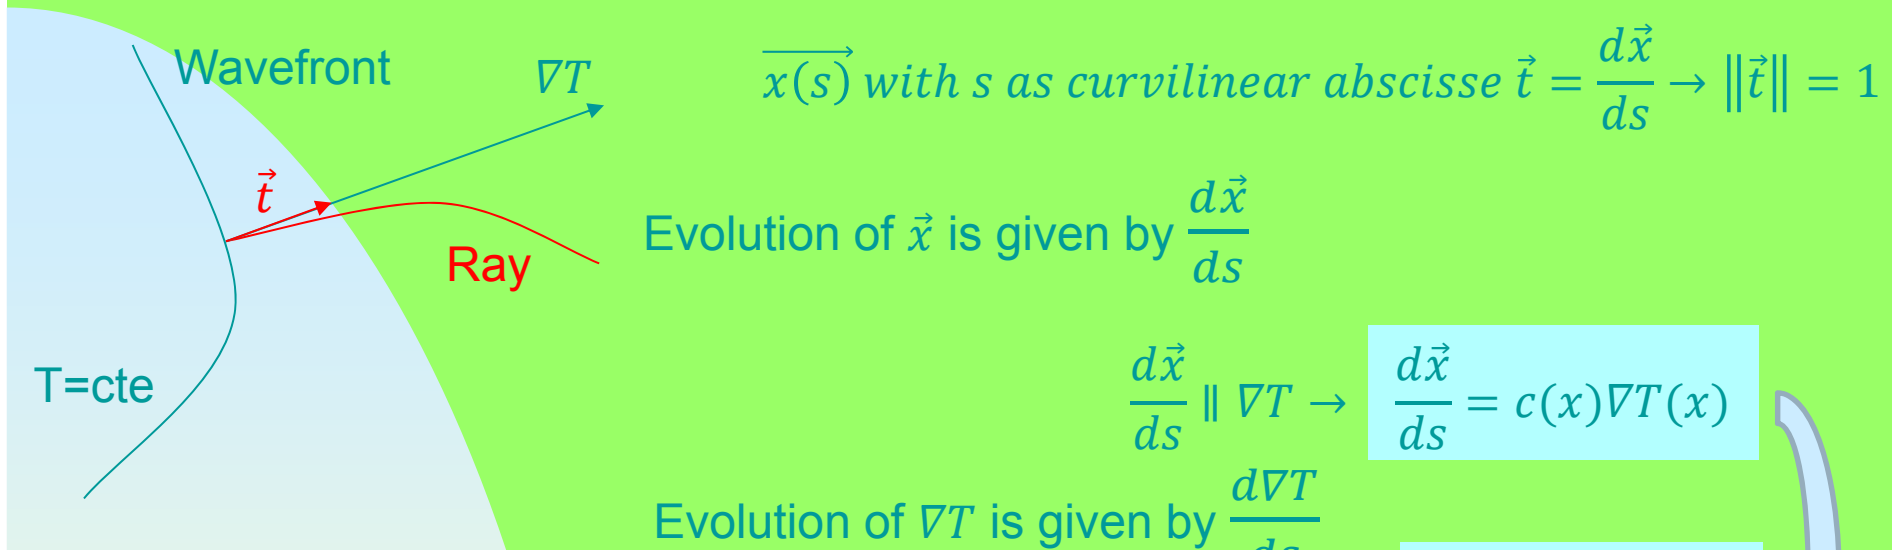 Wavefront
∇T
x(s)⃗ with s as curvilinear abscisse t⃗ = dx⃗/ds → ‖t⃗‖ = 1
t⃗
Ray
Evolution of x⃗ is given by dx⃗/ds
T=cte
dx⃗/ds ∥ ∇T → dx⃗/ds = c(x)∇T(x)
Evolution of ∇T is given by d∇T/ds